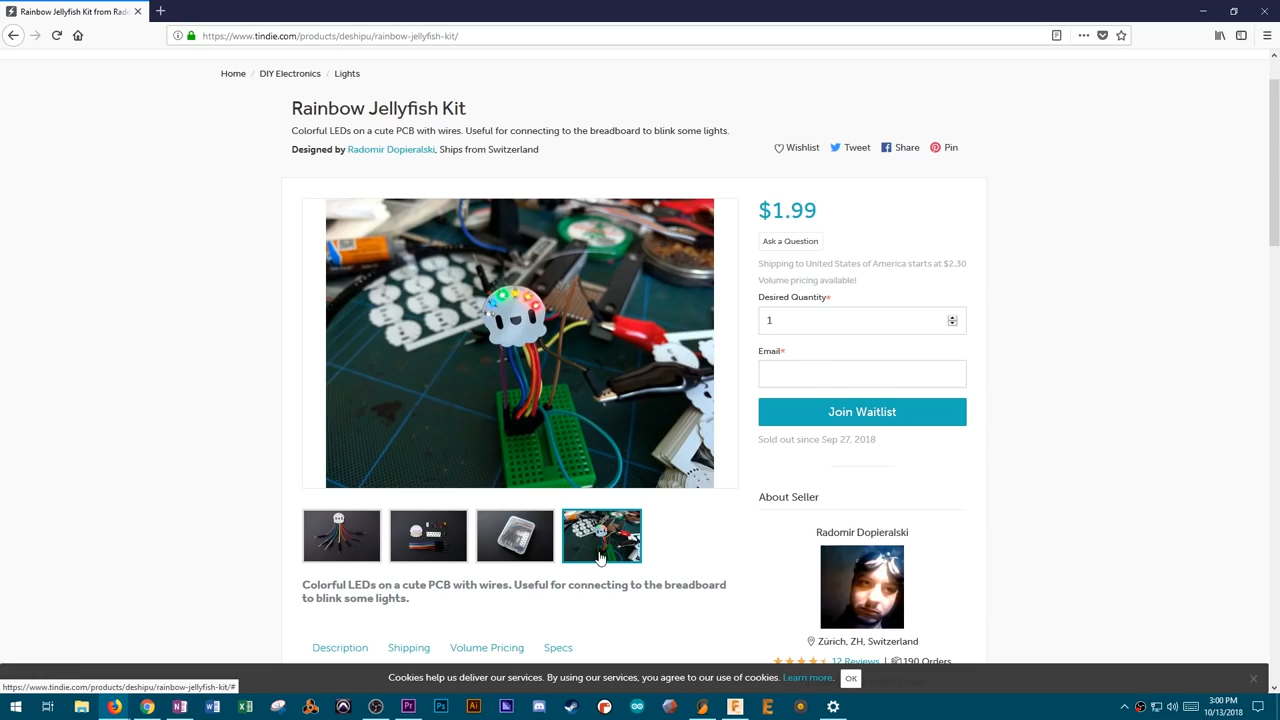 Rainbow Jellyfish Kit from Rado
https://www.tindie.com/products/deshipu/rainbow-jellyfish-kit/
Home / DIY Electronics / Lights
Rainbow Jellyfish Kit
Colorful LEDs on a cute PCB with wires. Useful for connecting to the breadboard to blink some lights.
Designed by Radomir Dopieralski, Ships from Switzerland
Wishlist Tweet Share Pin
$1.99
Ask a Question
Shipping to United States of America starts at $2.30
Volume pricing available!
Desired Quantity*
1
Email*
Join Waitlist
Sold out since Sep 27, 2018
About Seller
Radomir Dopieralski
Zürich, ZH, Switzerland
12 Reviews | 190 Orders
Colorful LEDs on a cute PCB with wires. Useful for connecting to the breadboard
to blink some lights.
Description Shipping Volume Pricing Specs
Cookies help us deliver our services. By using our services, you agree to our use of cookies. Learn more. OK
https://www.tindie.com/products/deshipu/rainbow-jellyfish-kit/#
3:00 PM
10/13/2018